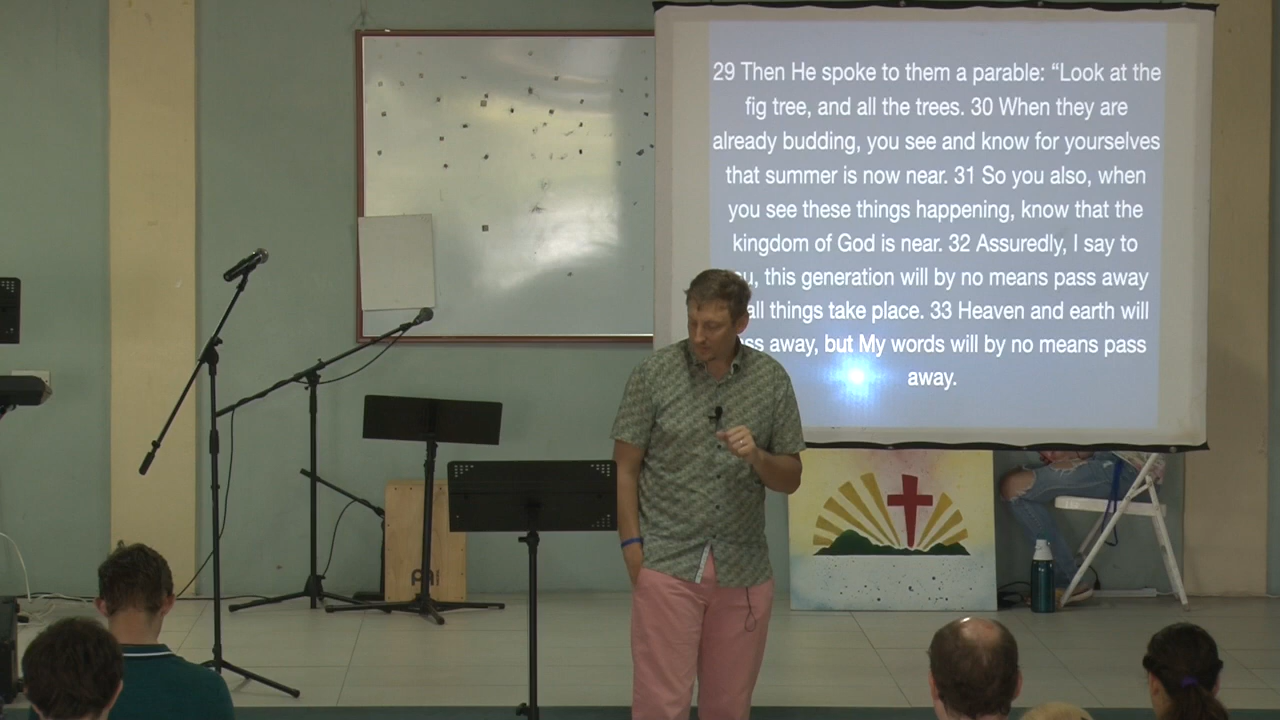 29 Then He spoke to them a parable: “Look at the
fig tree, and all the trees. 30 When they are
already budding, you see and know for yourselves
that summer is now near. 31 So you also, when
you see these things happening, know that the
kingdom of God is near. 32 Assuredly, I say to
this generation will by no means pass away
all things take place. 33 Heaven and earth will
away, but My words will by no means pass
away.